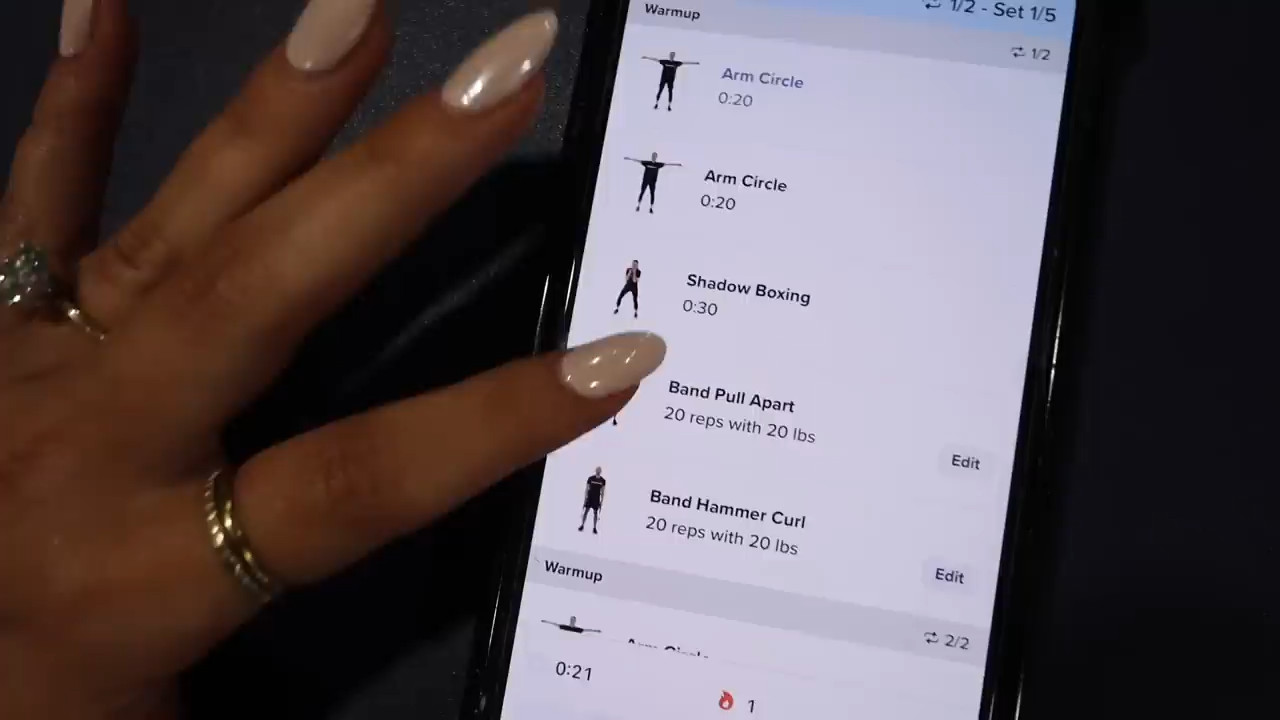 1/2 - Set 1/5
Warmup
1/2
Arm Circle
0:20
Arm Circle
0:20
Shadow Boxing
0:30
Band Pull Apart
20 reps with 20 lbs
Edit
Band Hammer Curl
20 reps with 20 lbs
Edit
Warmup
2/2
Arm Circle
0:21
1